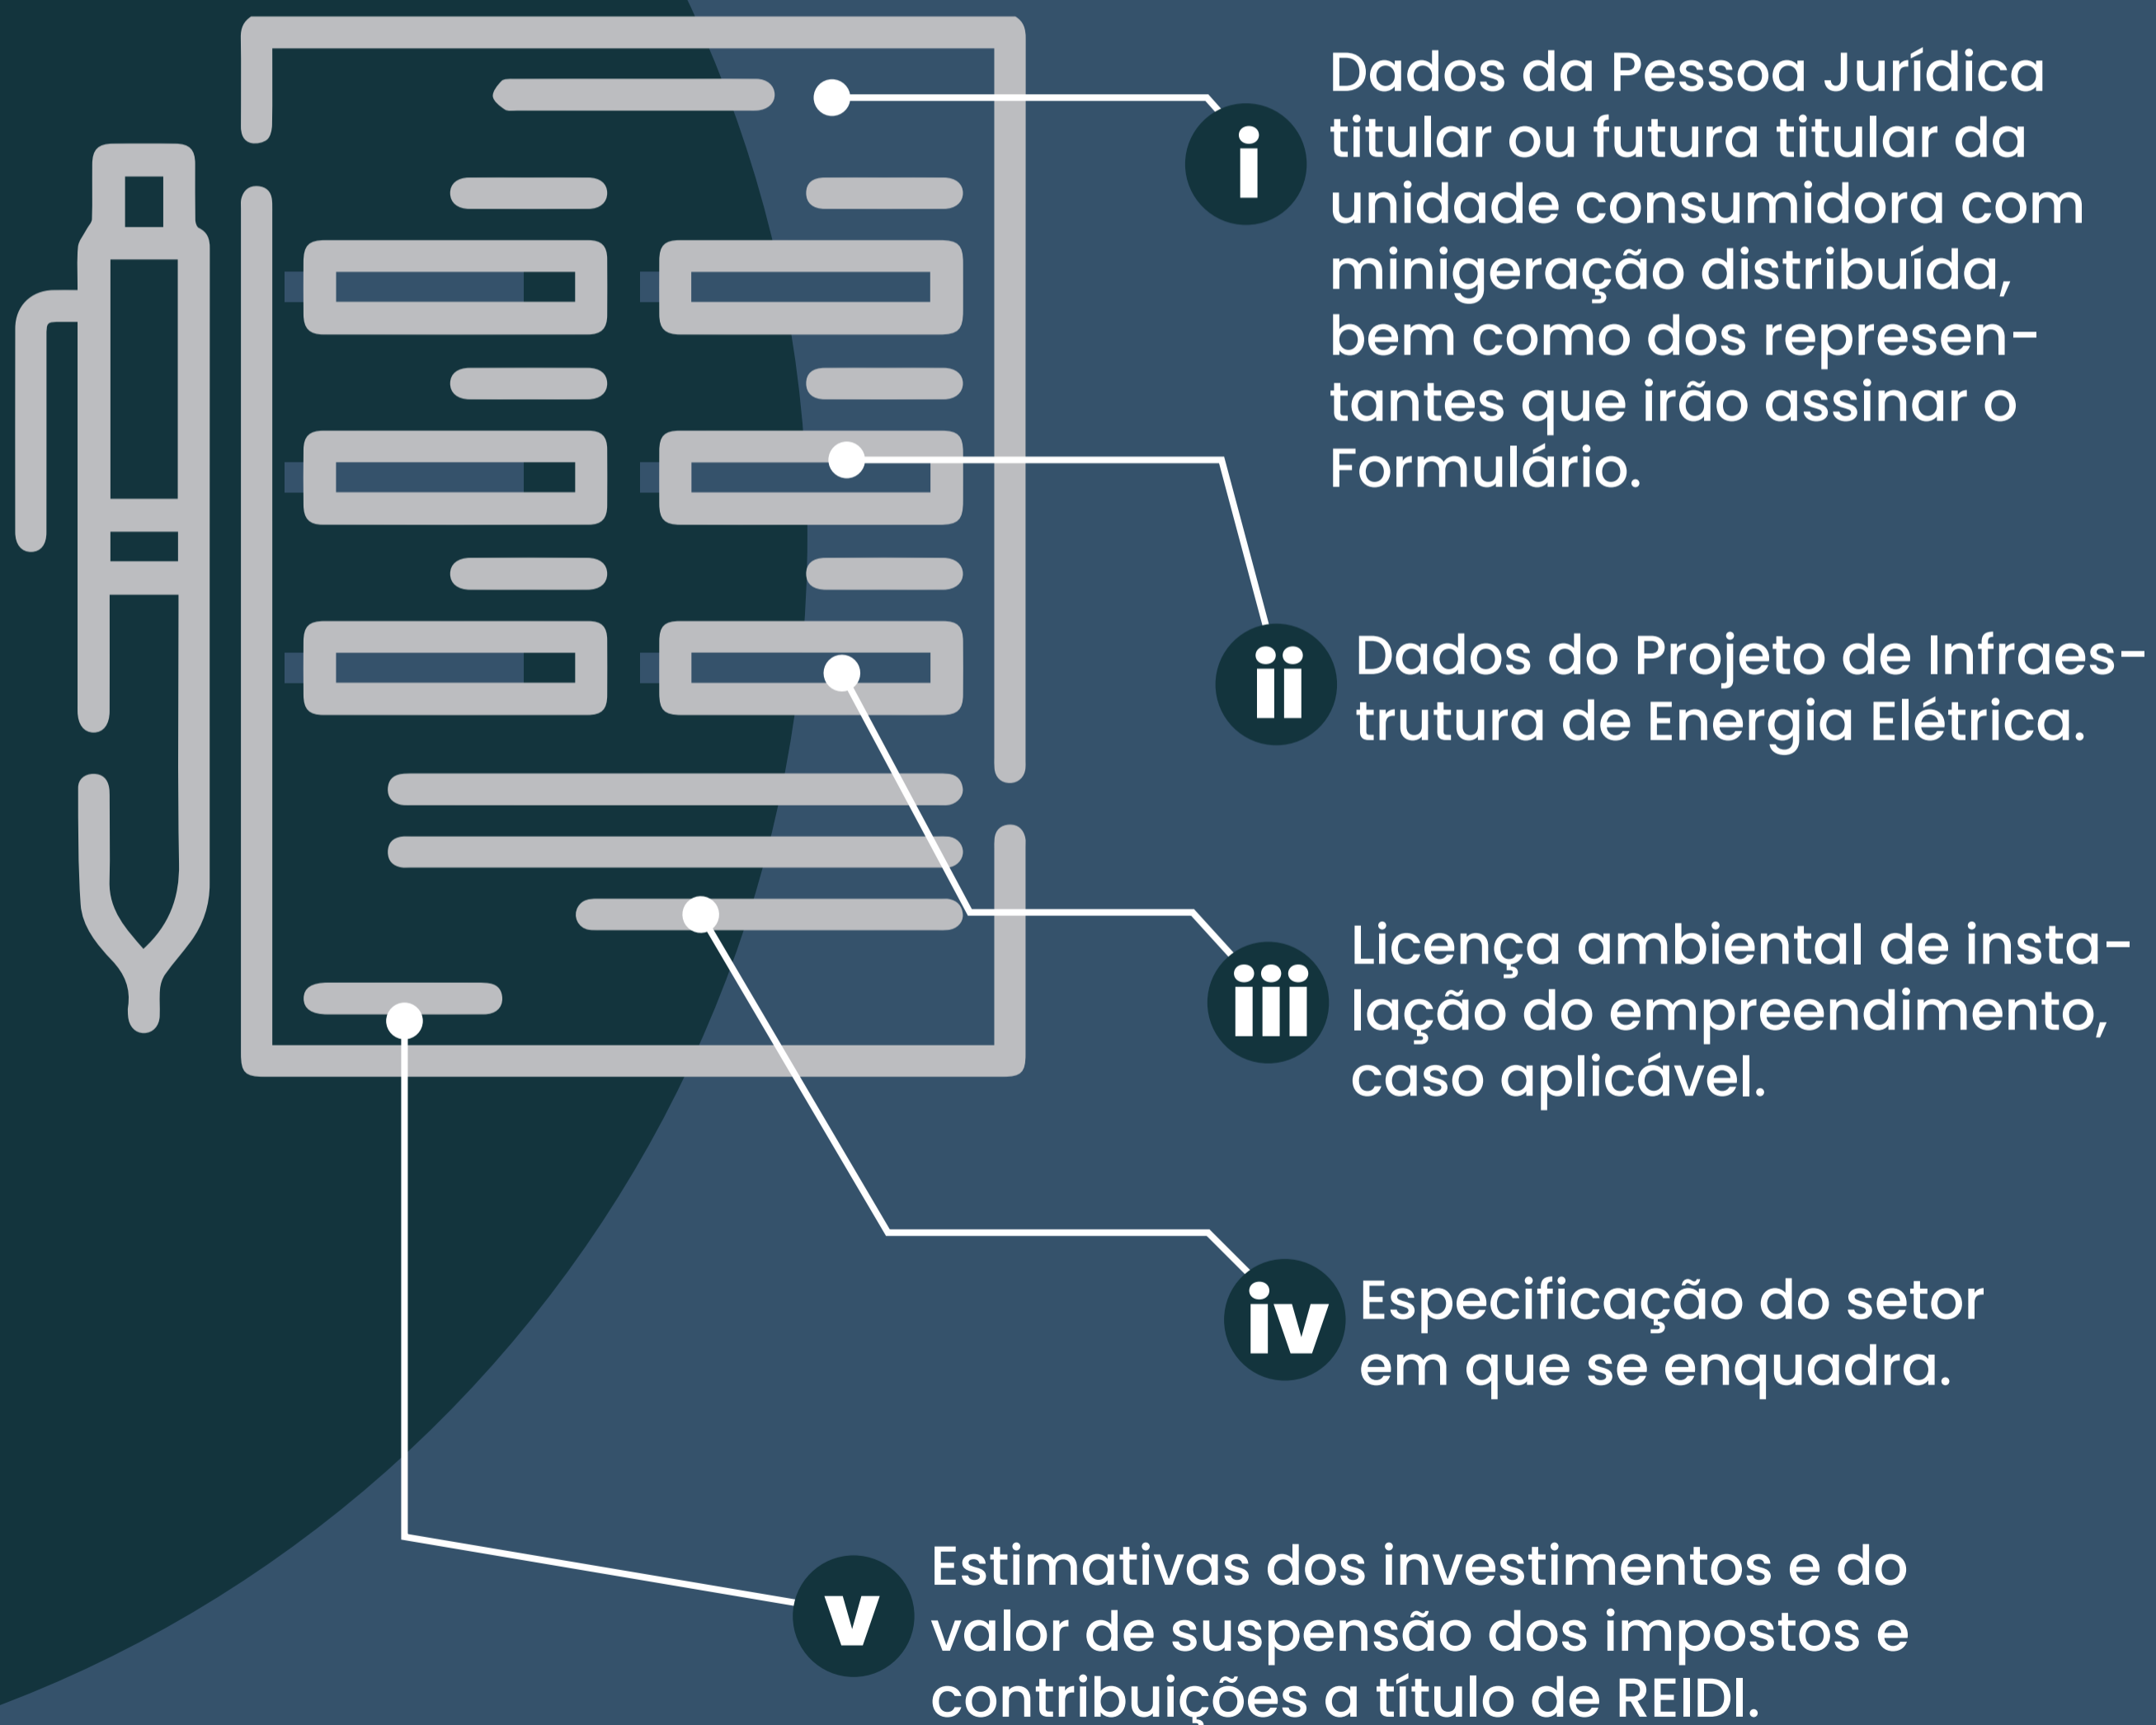 i
Dados da Pessoa Jurídica
titular ou futura titular da
unidade consumidora com
minigeração distribuída,
bem como dos represen-
tantes que irão assinar o
Formulário.
ii
Dados do Projeto de Infraes-
trutura de Energia Elétrica.
iii
Licença ambiental de insta-
lação do empreendimento,
caso aplicável.
iv
Especificação do setor
em que se enquadra.
v
Estimativas dos investimentos e do
valor de suspensão dos impostos e
contribuições a título de REIDI.